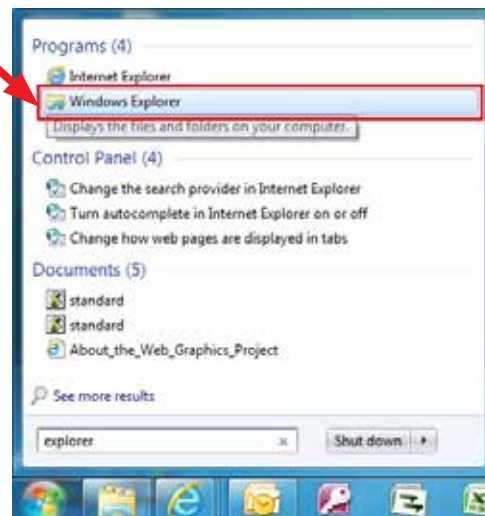 Programs (4)
Internet Explorer
Windows Explorer
Displays the files and folders on your computer.
Control Panel (4)
Change the search provider in Internet Explorer
Turn autocomplete in Internet Explorer on or off
Change how web pages are displayed in tabs
Documents (5)
standard
standard
About_the_Web_Graphics_Project
See more results
explorer
Shut down